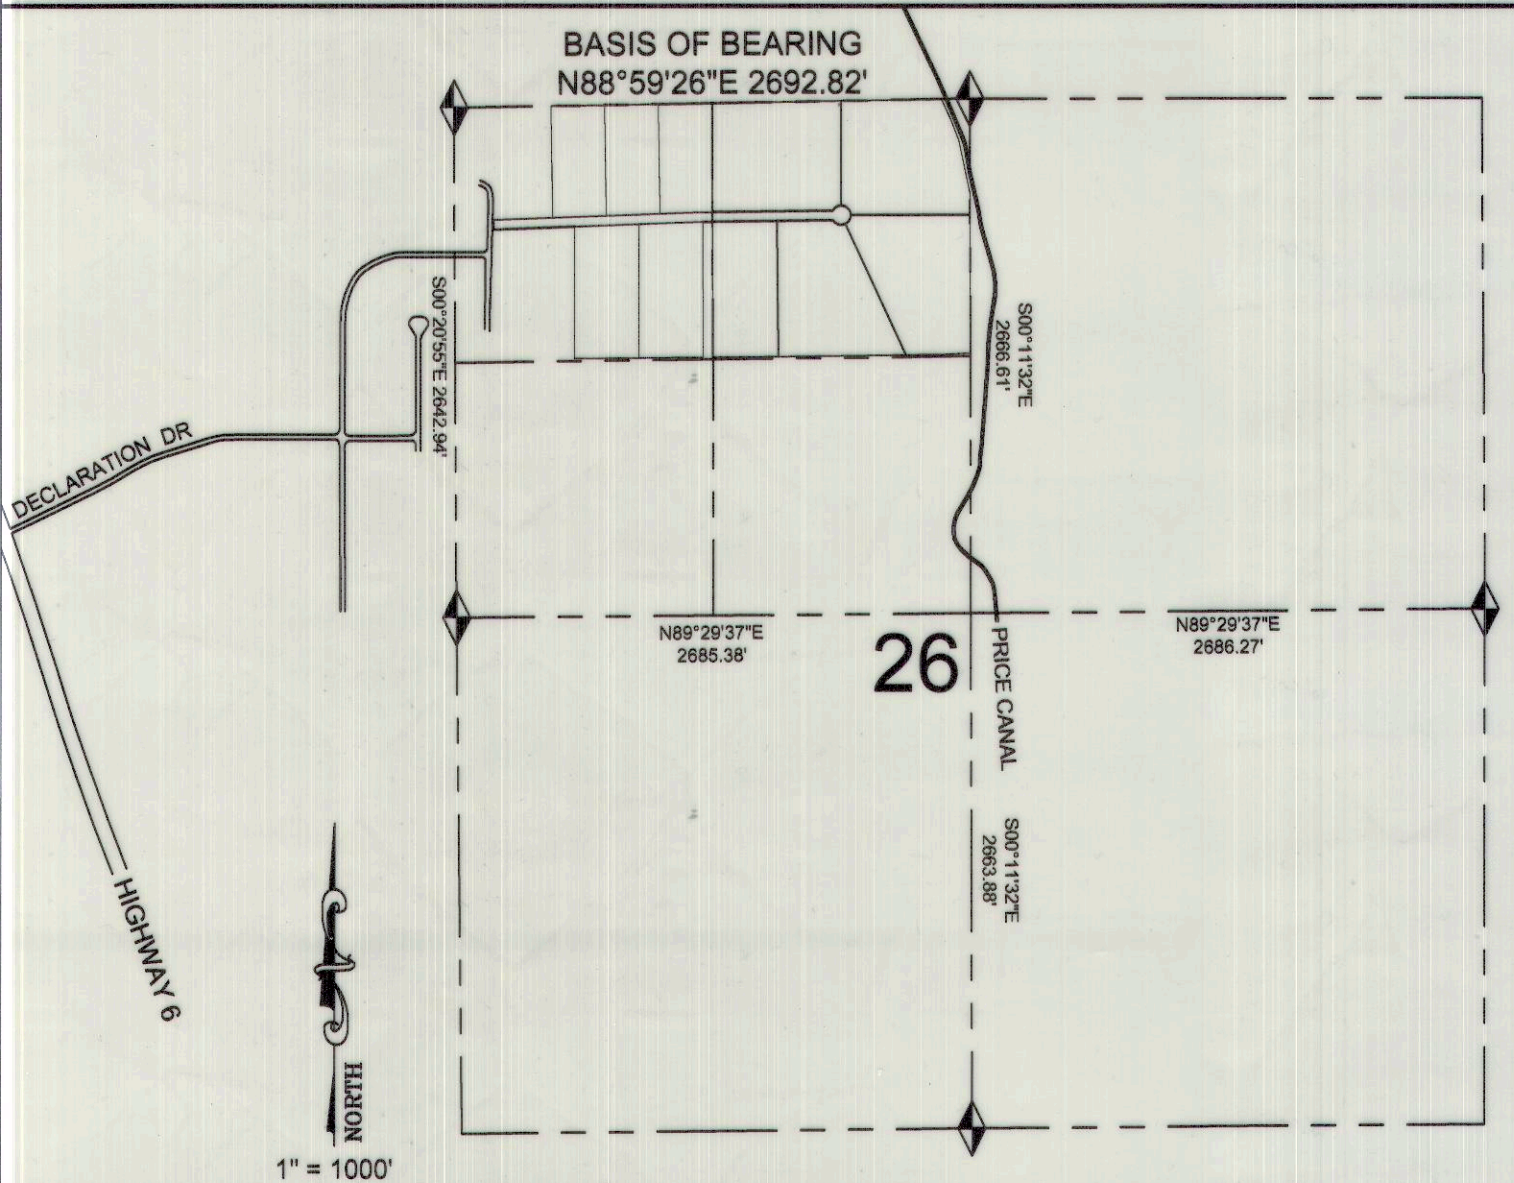 BASIS OF BEARING
N88°59'26"E 2692.82'
S00°20'55"E 2642.94'
S00°11'32"E
2666.61'
DECLARATION DR
N89°29'37"E
2685.38'
26
PRICE CANAL
N89°29'37"E
2686.27'
S00°11'32"E
2663.88'
HIGHWAY 6
NORTH
1" = 1000'